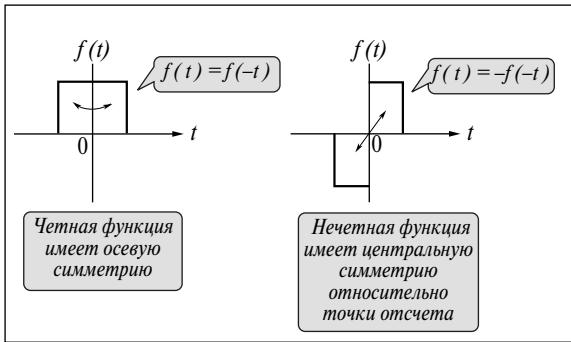 f(t)
f(t)=f(–t)
t
0
Четная функция
имеет осевую
симметрию
f(t)
f(t)=–f(–t)
t
0
Нечетная функция
имеет центральную
симметрию
относительно
точки отсчета